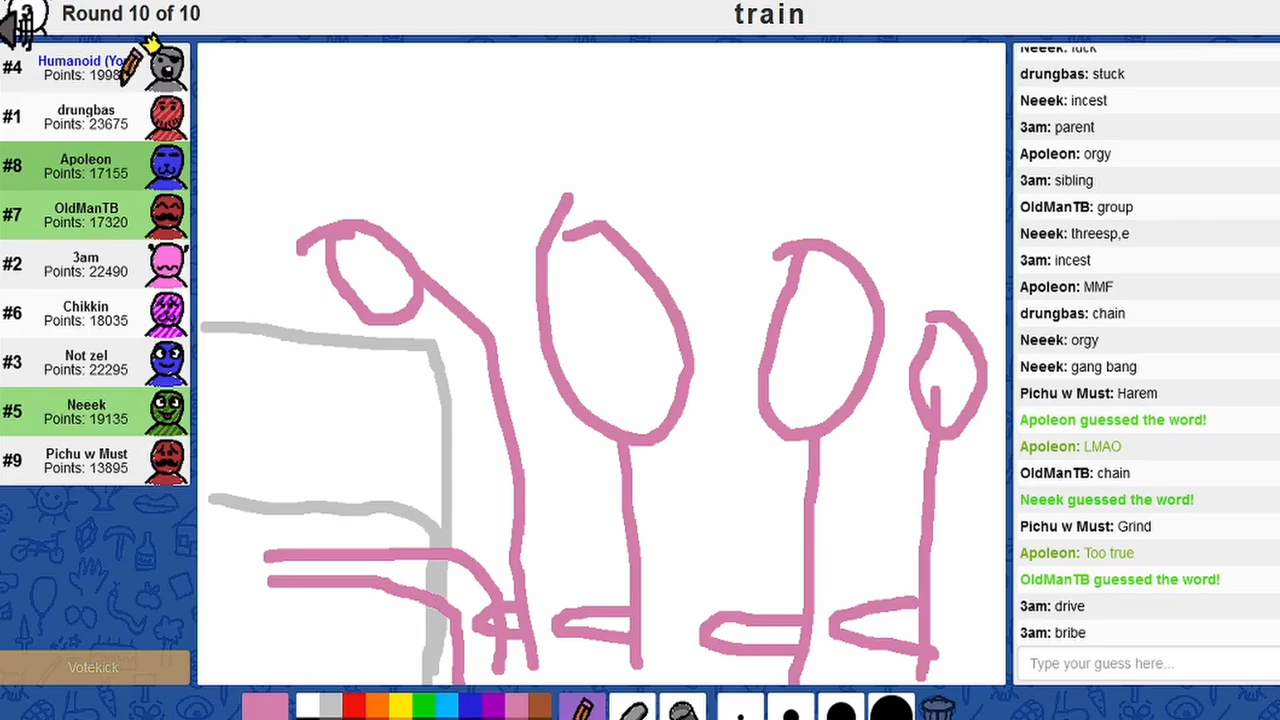 3
Round 10 of 10
train
#4
Humanoid (Yo
Points: 1998
#1
drungbas
Points: 23675
#8
Apoleon
Points: 17155
#7
OldManTB
Points: 17320
#2
3am
Points: 22490
#6
Chikkin
Points: 18035
#3
Not zel
Points: 22295
#5
Neeek
Points: 19135
#9
Pichu w Must
Points: 13895
Votekick
Neeek: fuck
drungbas: stuck
Neeek: incest
3am: parent
Apoleon: orgy
3am: sibling
OldManTB: group
Neeek: threesp,e
3am: incest
Apoleon: MMF
drungbas: chain
Neeek: orgy
Neeek: gang bang
Pichu w Must: Harem
Apoleon guessed the word!
Apoleon: LMAO
OldManTB: chain
Neeek guessed the word!
Pichu w Must: Grind
Apoleon: Too true
OldManTB guessed the word!
3am: drive
3am: bribe
Type your guess here...